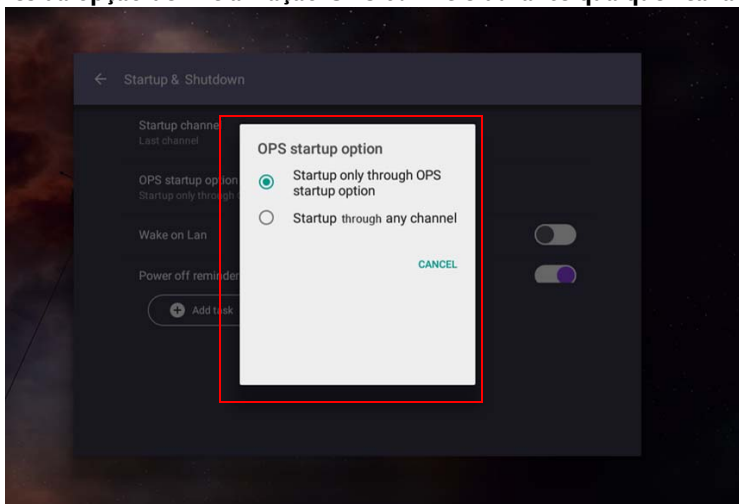 Startup & Shutdown
Startup channe
Last channel
OPS startup option
Startup only through
OPS startup option
Startup only through OPS
startup option
Startup through any channel
CANCEL
Wake on Lan
Power off reminder
Add task